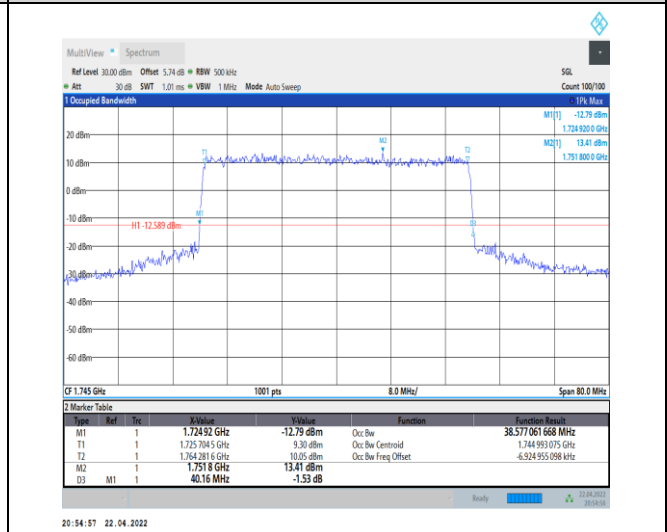 MultiView Spectrum
Ref Level 30.00 dBm Offset 5.74 dB RBW 500 kHz SGL
Att 30 dB SWT 1.01 ms VBW 1 MHz Mode Auto Sweep Count 100/100
1 Occupied Bandwidth 1Pk Max
M1[1] -12.79 dBm
1.724 920 0 GHz
M2[1] 13.41 dBm
1.751 800 0 GHz
20 dBm
M2
T1
T2
10 dBm
0 dBm
M1
-10 dBm
H1 -12.589 dBm
D3
-20 dBm
-30 dBm
-40 dBm
-50 dBm
-60 dBm
CF 1.745 GHz 1001 pts 8.0 MHz/ Span 80.0 MHz
2 Marker Table
Type Ref Trc X-Value Y-Value Function Function Result
M1 1 1.724 92 GHz -12.79 dBm Occ Bw 38.577 061 668 MHz
T1 1 1.725 704 5 GHz 9.30 dBm Occ Bw Centroid 1.744 993 075 GHz
T2 1 1.764 281 6 GHz 10.05 dBm Occ Bw Freq Offset -6.924 955 098 kHz
M2 1 1.751 8 GHz 13.41 dBm
D3 M1 1 40.16 MHz -1.53 dB
Ready 22.04.2022
20:54:56
20:54:57 22.04.2022